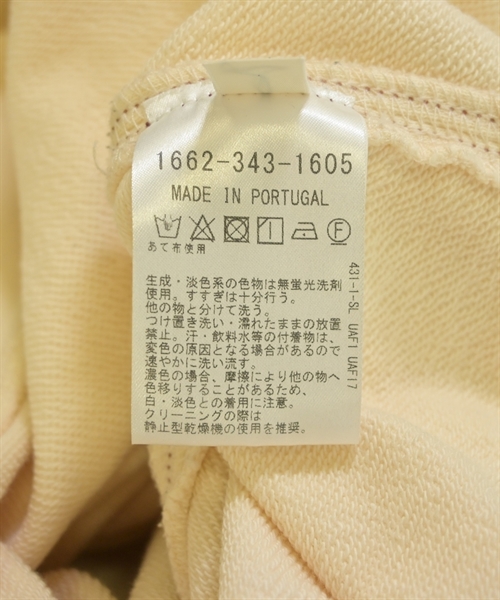 1662-343-1605
MADE IN PORTUGAL
F
あて布使用
生成・淡色系の色物は無蛍光洗剤
使用。すすぎは十分行う。
他の物と分けて洗う。
つけ置き洗い・濡れたままの放置
禁止。汗・飲料水等の付着物は、
変色の原因となる場合があるので
速やかに洗い流す。
濃色の場合、摩擦により他の物へ
色移りすることがあるため、
白・淡色との着用に注意。
クリーニングの際は
静止型乾燥機の使用を推奨。
431-1-SL UAF1 UAF17